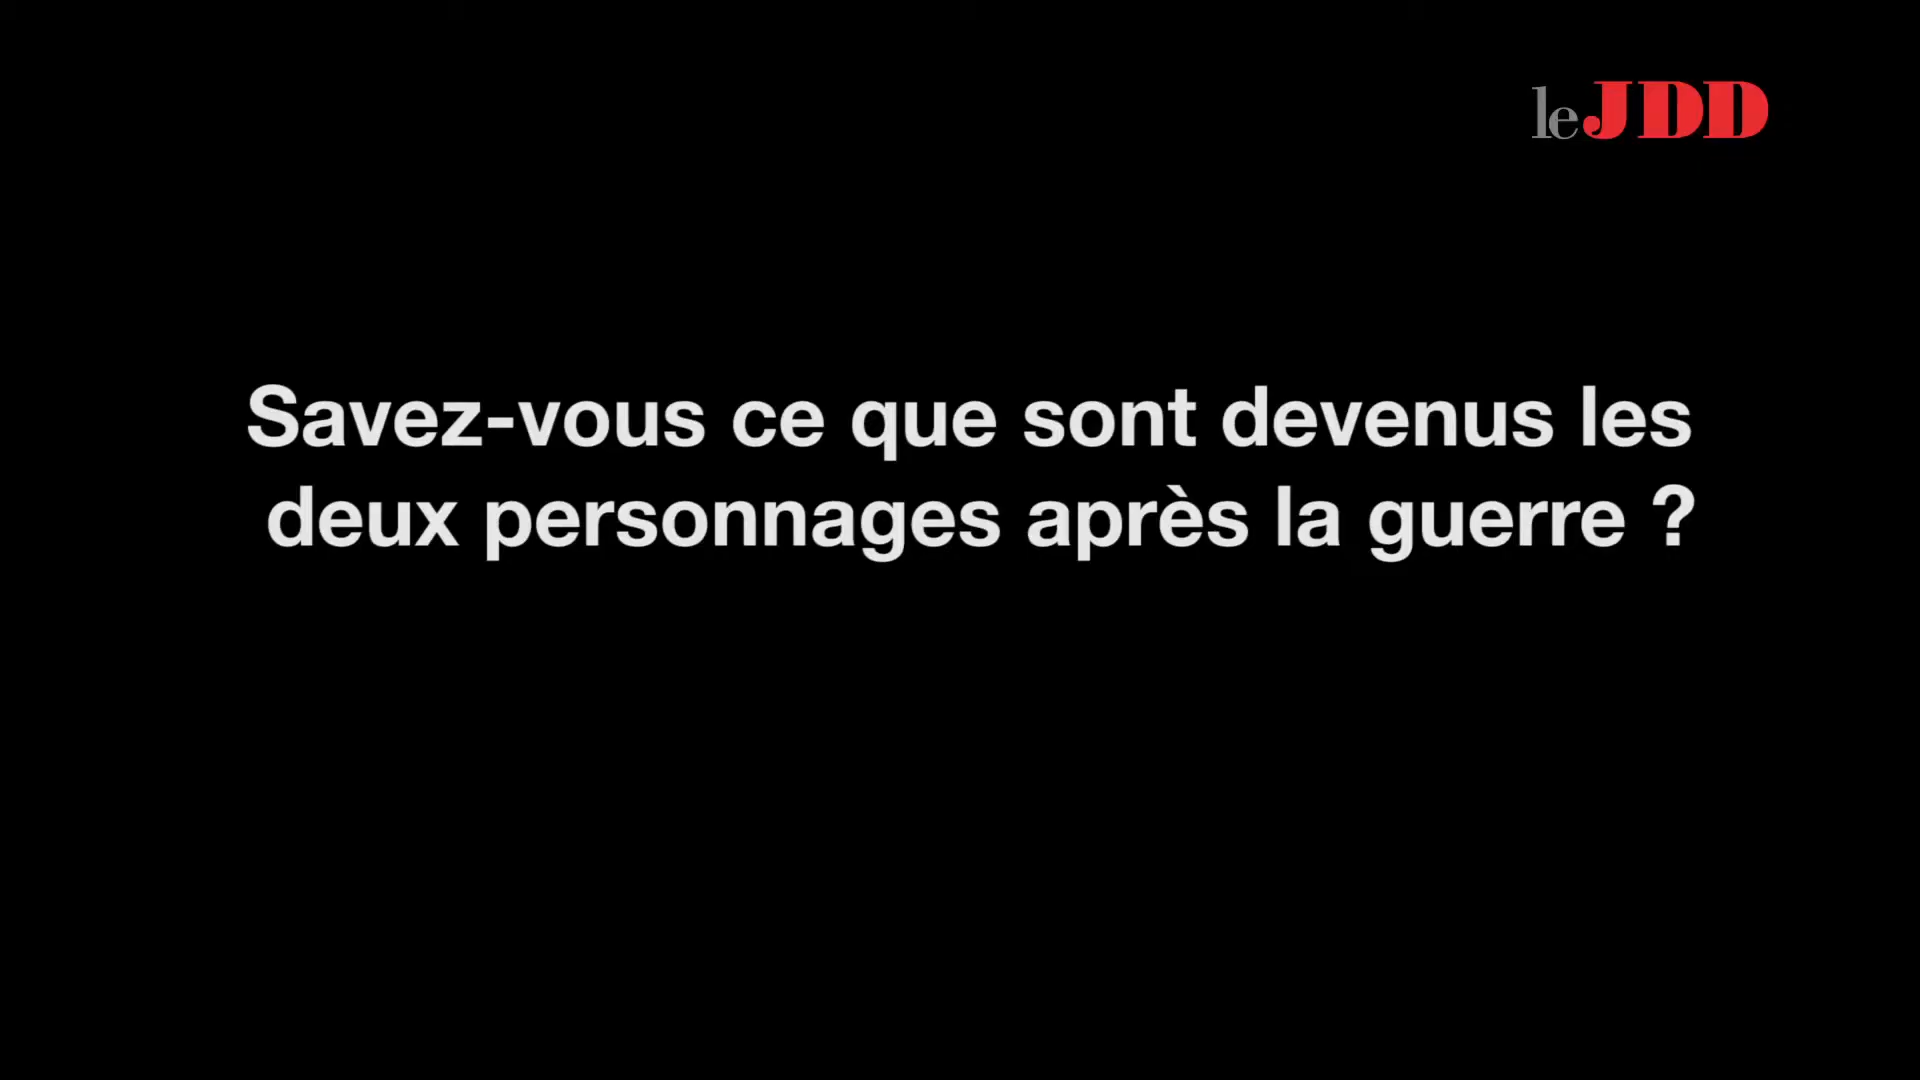 leJDD
Savez-vous ce que sont devenus les
deux personnages après la guerre ?